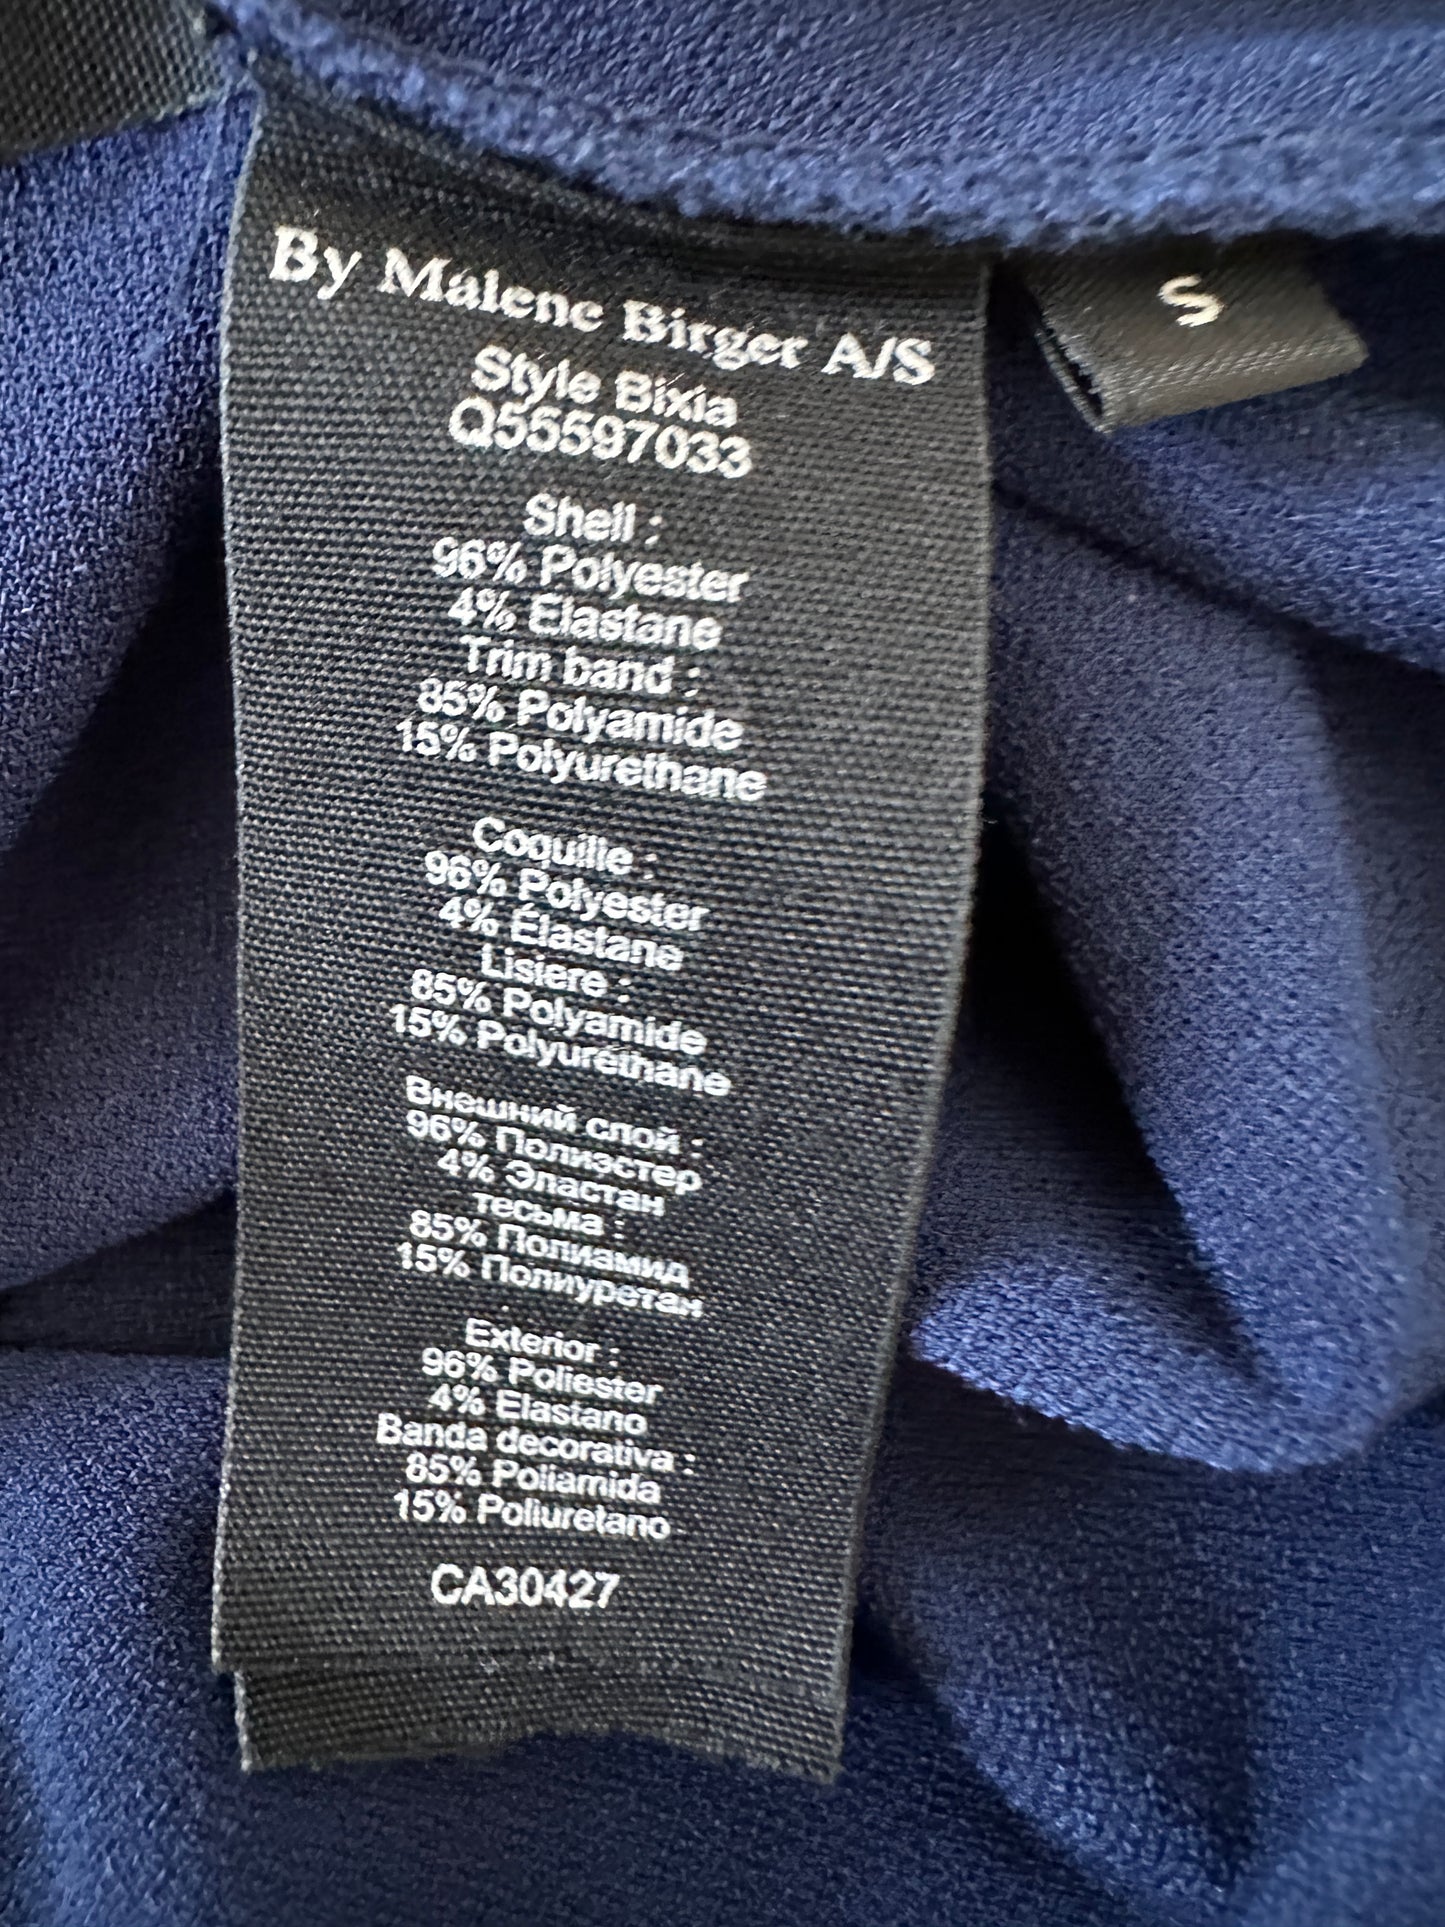 By Malene Birger A/S
S
Style Bixia
Q55597033
Shell :
96% Polyester
4% Elastane
Trim band :
85% Polyamide
15% Polyurethane
Coquille :
96% Polyester
4% Élastane
Lisiere :
85% Polyamide
15% Polyuréthane
Внешний слой :
96% Полиэстер
4% Эластан
тесьма :
85% Полиамид
15% Полиуретан
Exterior :
96% Poliester
4% Elastano
Banda decorativa :
85% Poliamida
15% Poliuretano
CA30427